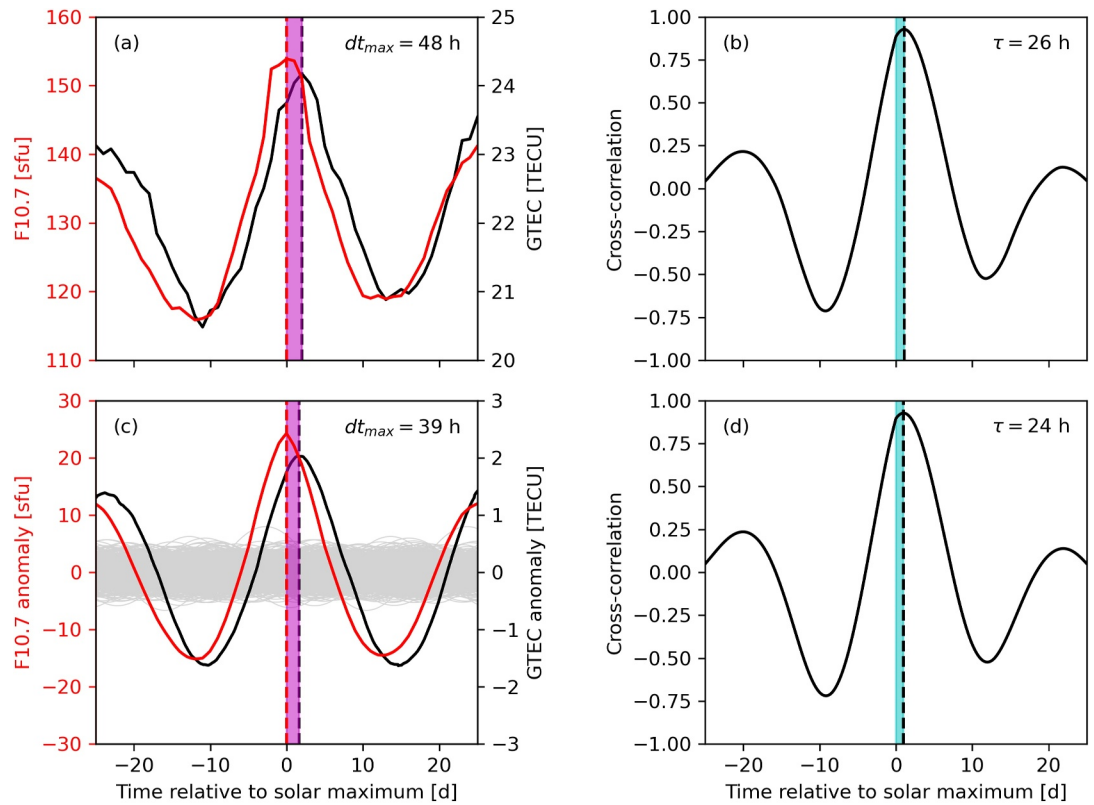 (a)
dt_max = 48 h
160
150
140
130
120
110
F10.7 [sfu]
25
24
23
22
21
20
GTEC [TECU]
(b)
τ = 26 h
1.00
0.75
0.50
0.25
0.00
−0.25
−0.50
−0.75
−1.00
Cross-correlation
(c)
dt_max = 39 h
30
20
10
0
−10
−20
−30
F10.7 anomaly [sfu]
3
2
1
0
−1
−2
−3
GTEC anomaly [TECU]
−20 −10 0 10 20
Time relative to solar maximum [d]
(d)
τ = 24 h
1.00
0.75
0.50
0.25
0.00
−0.25
−0.50
−0.75
−1.00
Cross-correlation
−20 −10 0 10 20
Time relative to solar maximum [d]